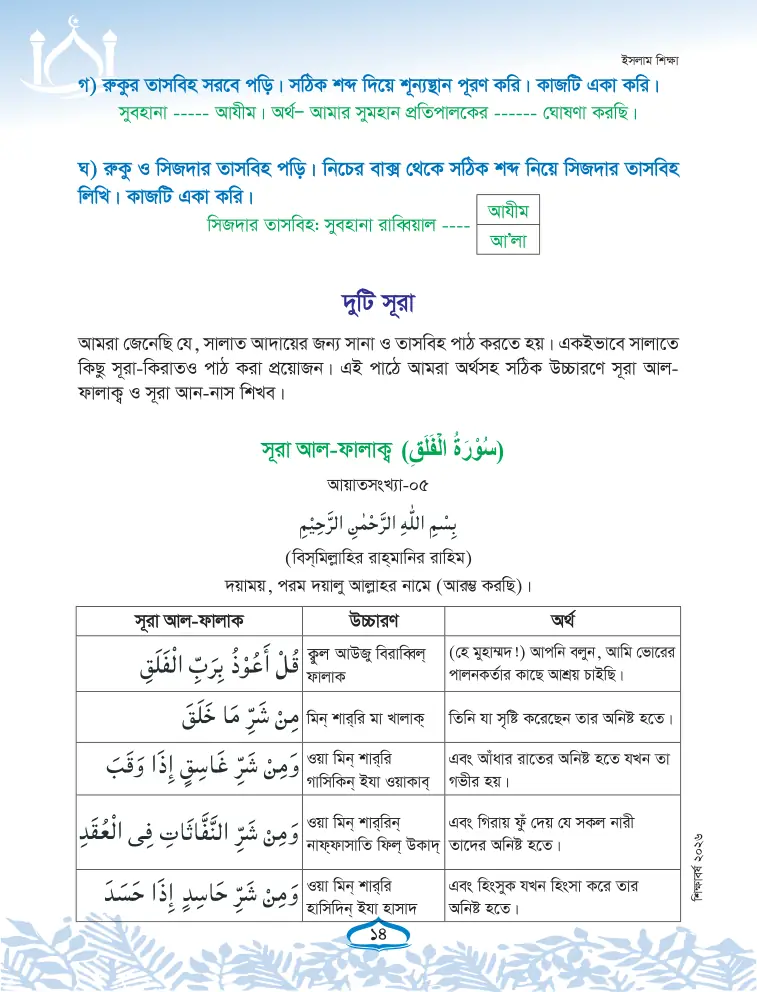 ইসলাম শিক্ষা
গ) রুকুর তাসবিহ সরবে পড়ি। সঠিক শব্দ দিয়ে শূন্যস্থান পূরণ করি। কাজটি একা করি।
সুবহানা ----- আযীম। অর্থ– আমার সুমহান প্রতিপালকের ------ ঘোষণা করছি।
ঘ) রুকু ও সিজদার তাসবিহ পড়ি। নিচের বাক্স থেকে সঠিক শব্দ নিয়ে সিজদার তাসবিহ
লিখি। কাজটি একা করি।
আযীম
সিজদার তাসবিহ: সুবহানা রাব্বিয়াল ----
আ'লা
দুটি সূরা
আমরা জেনেছি যে, সালাত আদায়ের জন্য সানা ও তাসবিহ পাঠ করতে হয়। একইভাবে সালাতে
কিছু সূরা-কিরাতও পাঠ করা প্রয়োজন। এই পাঠে আমরা অর্থসহ সঠিক উচ্চারণে সূরা আল-
ফালাক্ব ও সূরা আন-নাস শিখব।
সূরা আল-ফালাক্ব (سُوْرَةُ الْفَلَقِ)
আয়াতসংখ্যা-০৫
بِسْمِ اللّٰهِ الرَّحْمٰنِ الرَّحِيْمِ
(বিস্‌মিল্লাহির রাহ্‌মানির রাহিম)
দয়াময়, পরম দয়ালু আল্লাহর নামে (আরম্ভ করছি)।
সূরা আল-ফালাক উচ্চারণ অর্থ
قُلْ أَعُوْذُ بِرَبِّ الْفَلَقِ
ক্বুল আউজু বিরাব্বিল্
ফালাক
(হে মুহাম্মদ!) আপনি বলুন, আমি ভোরের
পালনকর্তার কাছে আশ্রয় চাইছি।
مِنْ شَرِّ مَا خَلَقَ
মিন্ শার্‌রি মা খালাক্
তিনি যা সৃষ্টি করেছেন তার অনিষ্ট হতে।
وَمِنْ شَرِّ غَاسِقٍ إِذَا وَقَبَ
ওয়া মিন্ শার্‌রি
গাসিকিন্ ইযা ওয়াকাব্
এবং আঁধার রাতের অনিষ্ট হতে যখন তা
গভীর হয়।
وَمِنْ شَرِّ النَّفَّاثَاتِ فِى الْعُقَدِ
ওয়া মিন্ শার্‌রিন্
নাফ্‌ফাসাতি ফিল্ উকাদ্
এবং গিরায় ফুঁ দেয় যে সকল নারী
তাদের অনিষ্ট হতে।
وَمِنْ شَرِّ حَاسِدٍ إِذَا حَسَدَ
ওয়া মিন্ শার্‌রি
হাসিদিন্ ইযা হাসাদ
এবং হিংসুক যখন হিংসা করে তার
অনিষ্ট হতে।
শিক্ষাবর্ষ ২০২৬
১৪